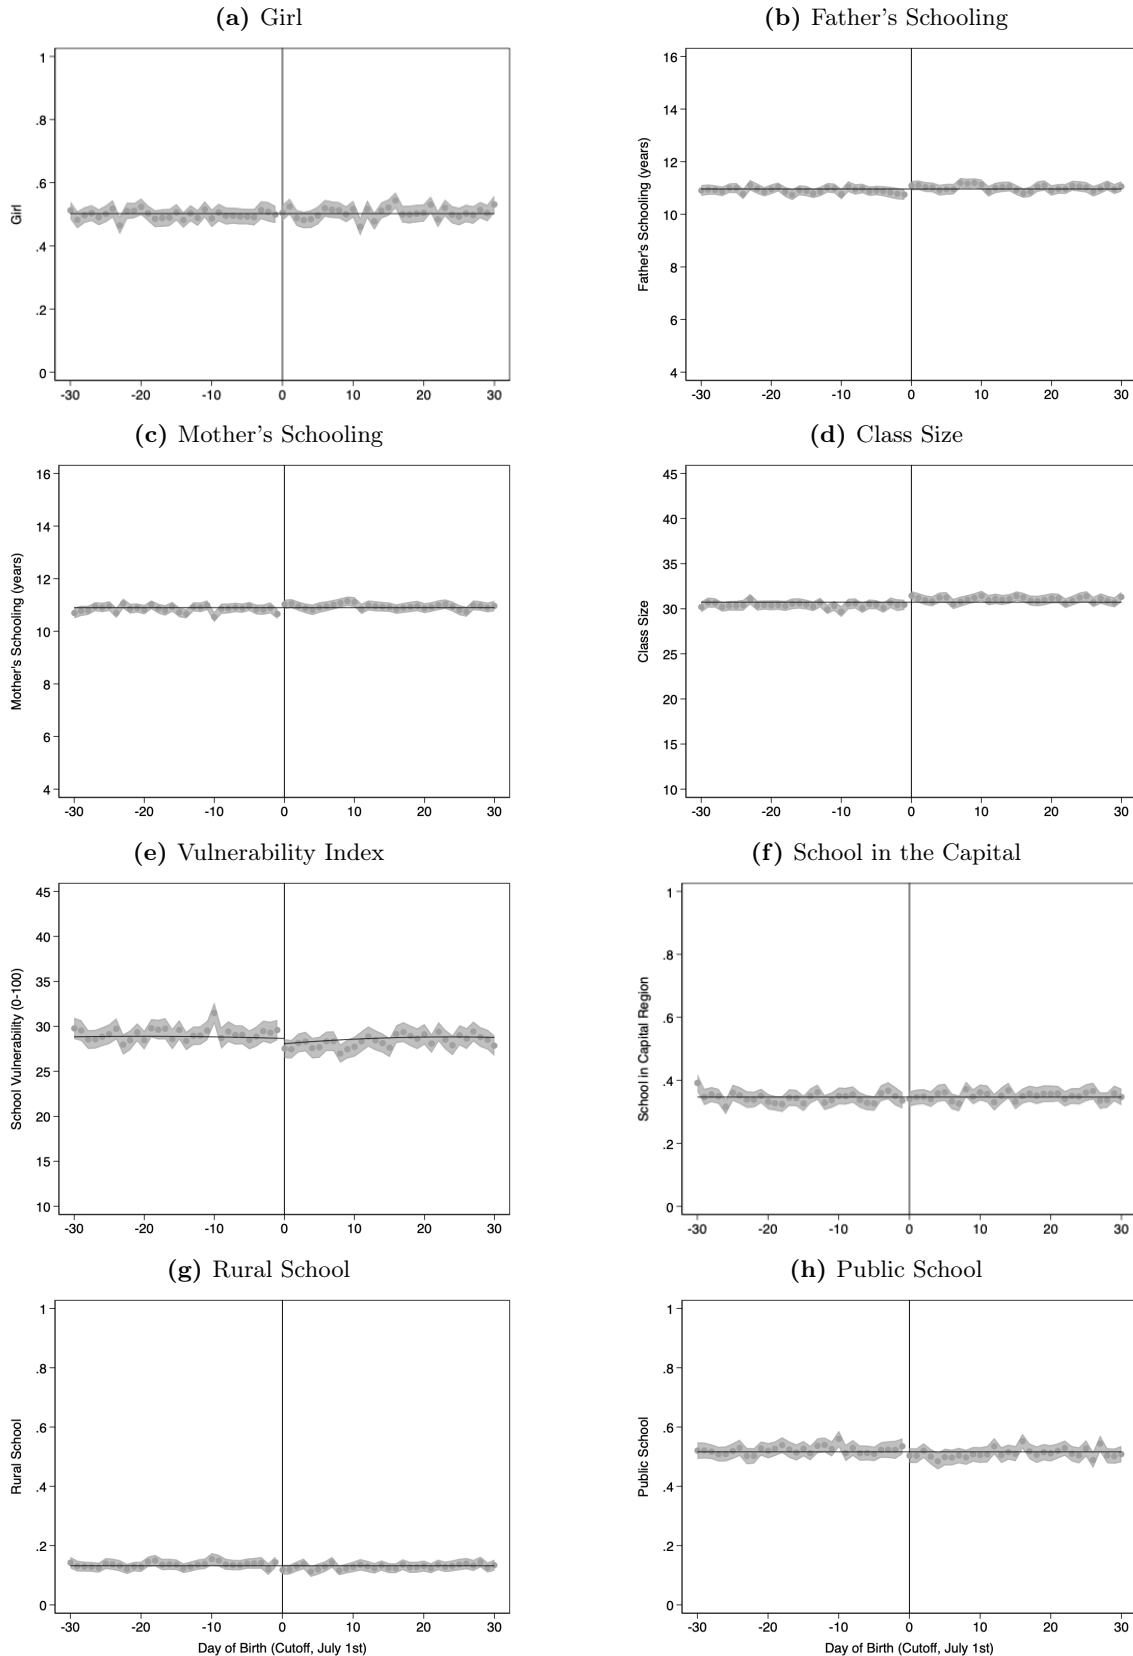 (a) Girl
(b) Father's Schooling
1
.8
.6
.4
.2
0
Girl
-30 -20 -10 0 10 20 30
16
14
12
10
8
6
4
Father's Schooling (years)
-30 -20 -10 0 10 20 30
(c) Mother's Schooling
(d) Class Size
16
14
12
10
8
6
4
Mother's Schooling (years)
-30 -20 -10 0 10 20 30
45
40
35
30
25
20
15
10
Class Size
-30 -20 -10 0 10 20 30
(e) Vulnerability Index
(f) School in the Capital
45
40
35
30
25
20
15
10
School Vulnerability (0-100)
-30 -20 -10 0 10 20 30
1
.8
.6
.4
.2
0
School in Capital Region
-30 -20 -10 0 10 20 30
(g) Rural School
(h) Public School
1
.8
.6
.4
.2
0
Rural School
-30 -20 -10 0 10 20 30
Day of Birth (Cutoff, July 1st)
1
.8
.6
.4
.2
0
Public School
-30 -20 -10 0 10 20 30
Day of Birth (Cutoff, July 1st)